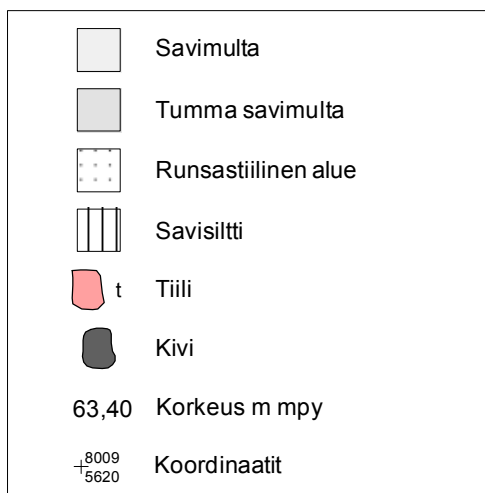 Savimulta
Tumma savimulta
Runsastiilinen alue
Savisiltti
t Tiili
Kivi
63,40 Korkeus m mpy
8009
5620 Koordinaatit